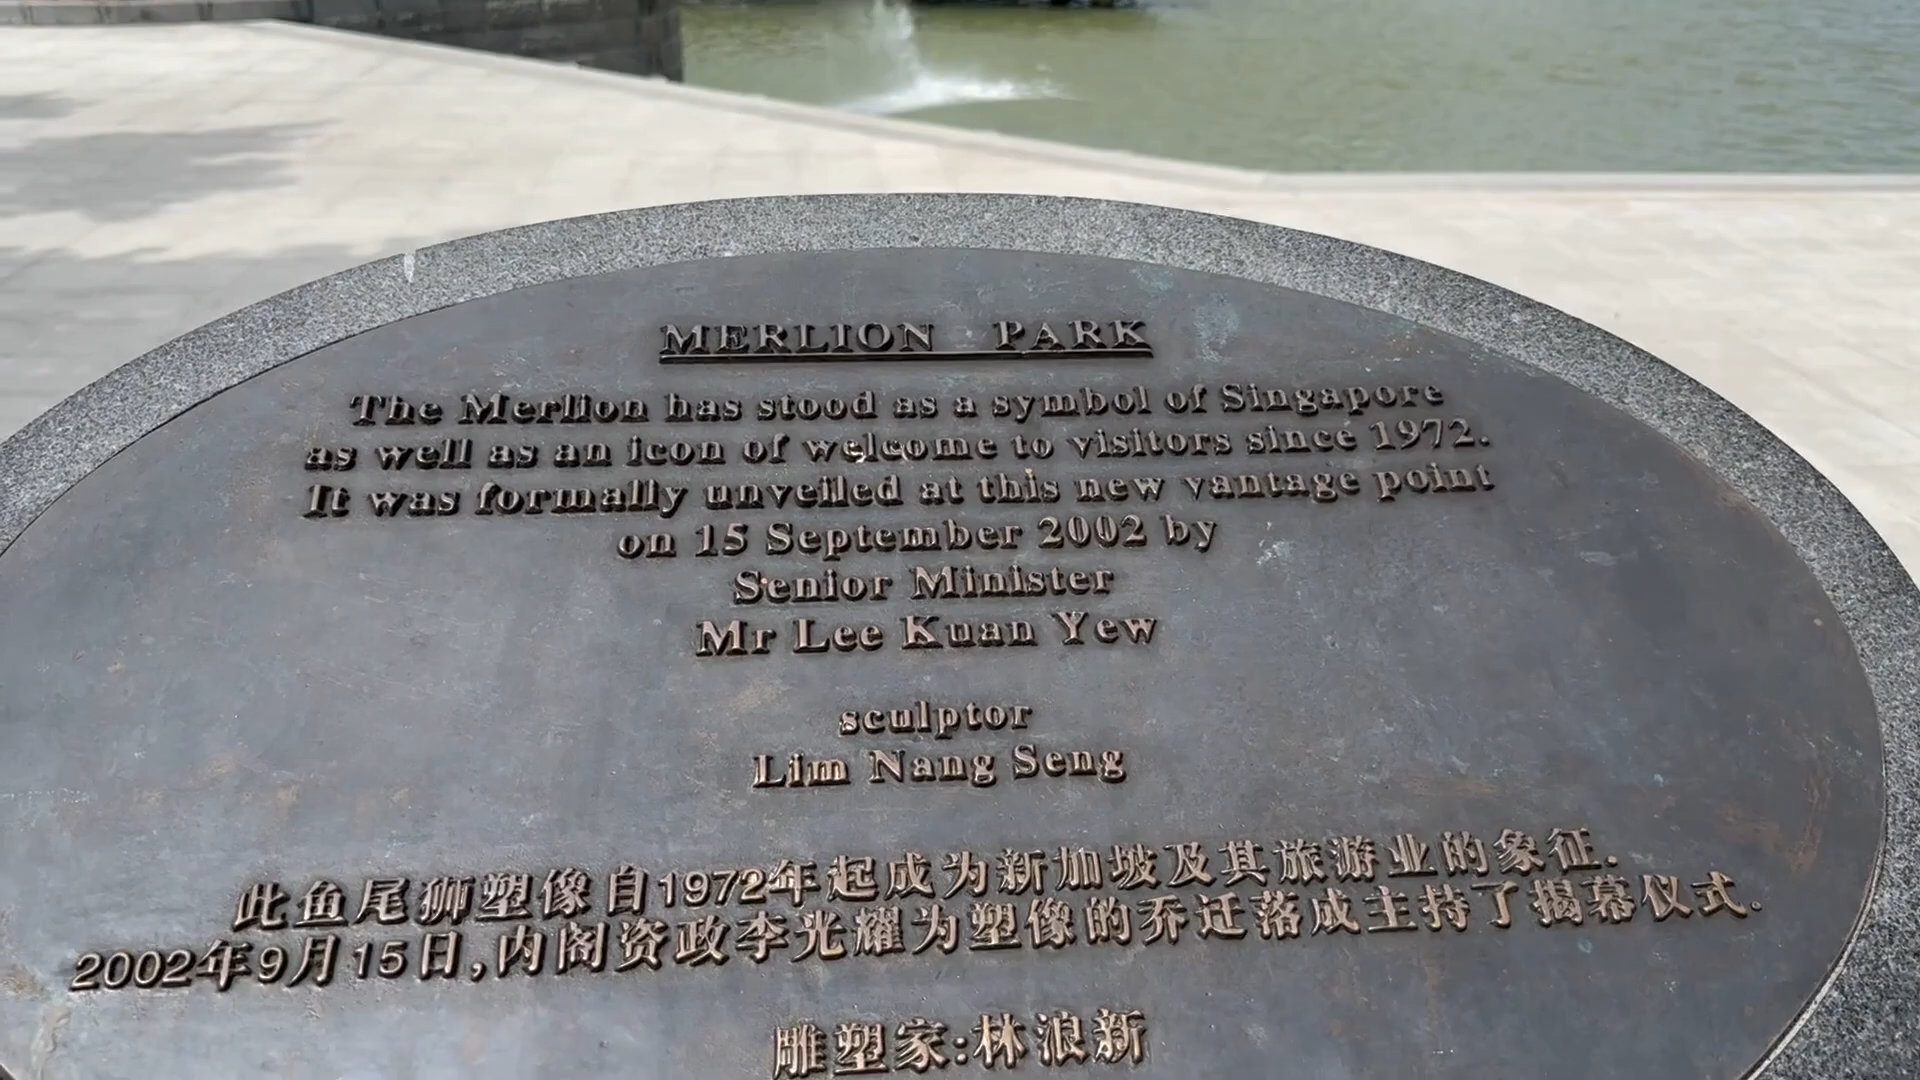 MERLION PARK
The Merlion has stood as a symbol of Singapore
as well as an icon of welcome to visitors since 1972.
It was formally unveiled at this new vantage point
on 15 September 2002 by
Senior Minister
Mr Lee Kuan Yew
sculptor
Lim Nang Seng
此鱼尾狮塑像自1972年起成为新加坡及其旅游业的象征.
2002年9月15日,内阁资政李光耀为塑像的乔迁落成主持了揭幕仪式.
雕塑家:林浪新